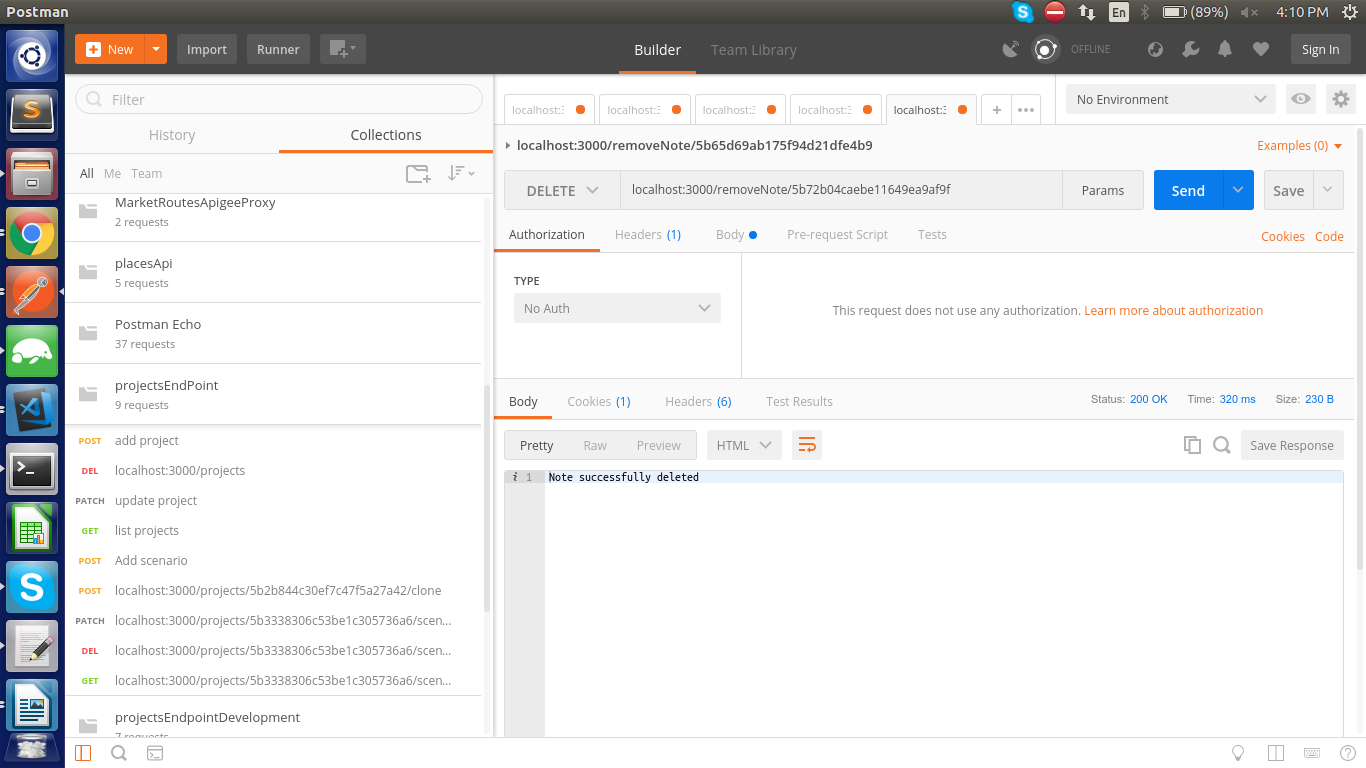 Postman
En
(89%)
4:10 PM
New
Import
Runner
Builder
Team Library
OFFLINE
Sign In
Filter
History
Collections
All
Me
Team
MarketRoutesApigeeProxy
2 requests
placesApi
5 requests
Postman Echo
37 requests
projectsEndPoint
9 requests
POST add project
DEL localhost:3000/projects
PATCH update project
GET list projects
POST Add scenario
POST localhost:3000/projects/5b2b844c30ef7c47f5a27a42/clone
PATCH localhost:3000/projects/5b3338306c53be1c305736a6/scen...
DEL localhost:3000/projects/5b3338306c53be1c305736a6/scen...
GET localhost:3000/projects/5b3338306c53be1c305736a6/scen...
projectsEndpointDevelopment
7 requests
localhost:3
localhost:3
localhost:3
localhost:3
localhost:3
No Environment
localhost:3000/removeNote/5b65d69ab175f94d21dfe4b9
Examples (0)
DELETE
localhost:3000/removeNote/5b72b04caebe11649ea9af9f
Params
Send
Save
Authorization
Headers (1)
Body
Pre-request Script
Tests
Cookies
Code
TYPE
No Auth
This request does not use any authorization. Learn more about authorization
Body
Cookies (1)
Headers (6)
Test Results
Status: 200 OK
Time: 320 ms
Size: 230 B
Pretty
Raw
Preview
HTML
Save Response
i 1 Note successfully deleted